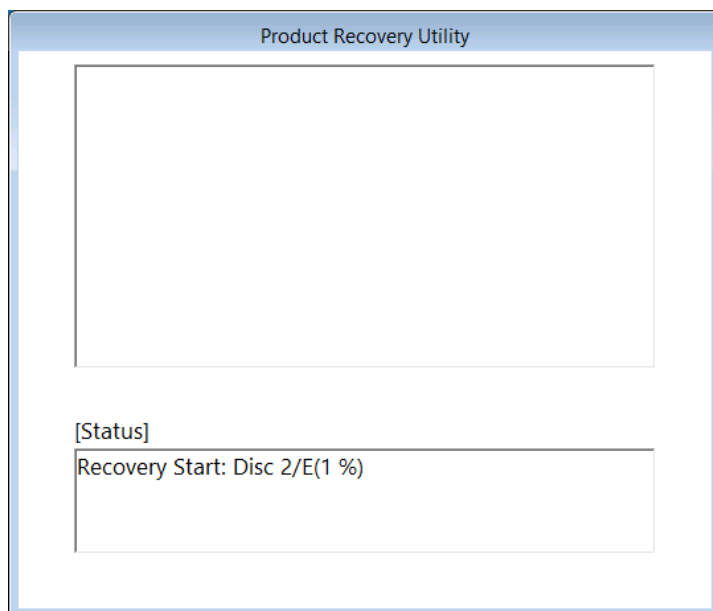 Product Recovery Utility
[Status]
Recovery Start: Disc 2/E(1 %)